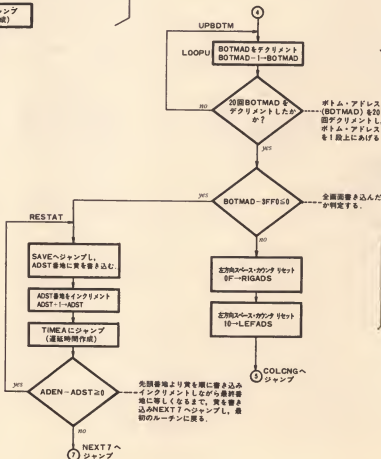 ンプ
成)
④
UPBDTM
LOOPU
BOTMADをデクリメント
BOTMAD-1→BOTMAD
no
20回BOTMADを
デクリメントしたか
か?
ボトム・アドレス
(BDTMAD)を20
回デクリメントし,
ボトム・アドレス
を1段上にあげる
yes
BOTMAD-3FF0≦0
全画面書き込んだ
か判定する.
yes
no
RESTAT
SAVEへジャンプし,
ADST番地に黄を書き込む.
ADST番地をインクリメント
ADST+1→ADST
TIMEAにジャンプ
(遅延時間作成)
左方向スペース・カウンタ リセット
0F→RIGADS
左方向スペース・カウンタ リセット
10→LEFADS
⑤ COLCNGへ
ジャンプ
yes
ADEN-ADST≧0
先頭番地より黄を順に書き込み
インクリメントしながら最終番
地に等しくなるまで, 黄を書き
込みNEXT7へジャンプし, 最
初のルーチンに戻る.
no
⑦ NEXT7へ
ジャンプ